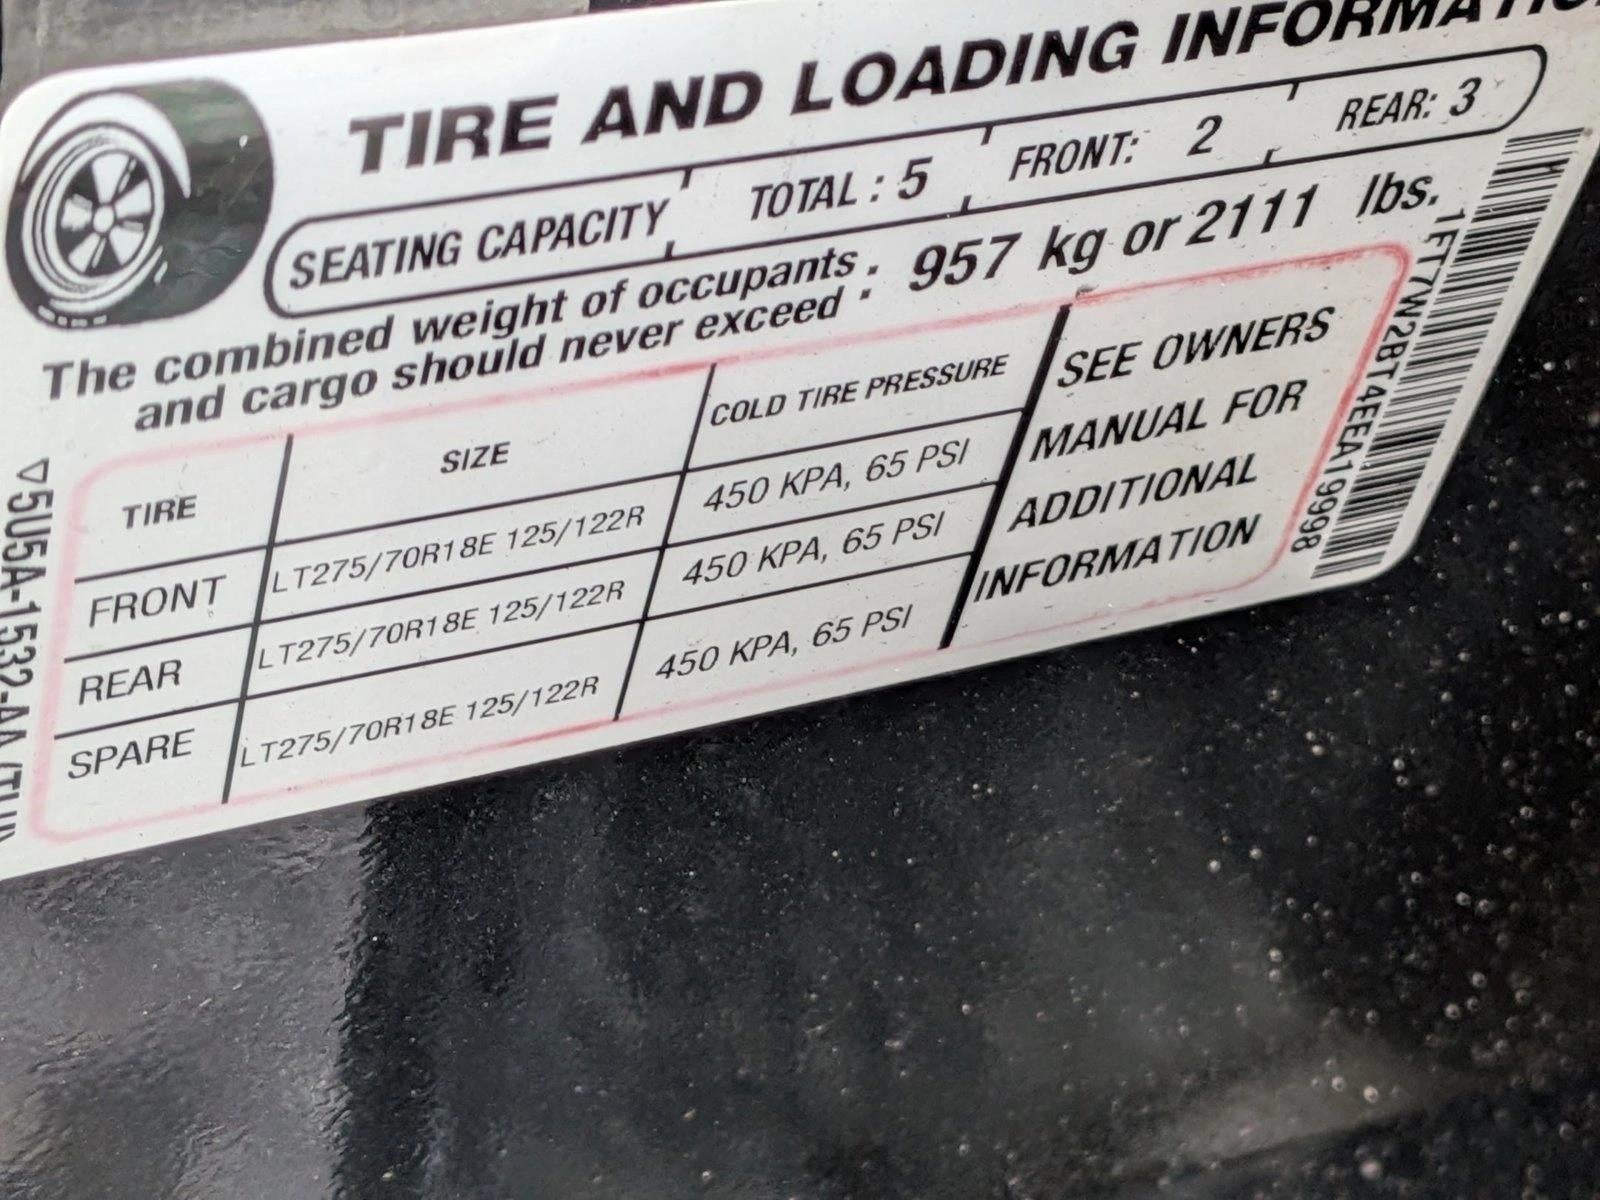 TIRE AND LOADING
SEATING CAPACITY TOTAL : 5 FRONT: 2 REAR: 3
The combined weight of occupants
and cargo should never exceed : 957 kg or 2111 lbs.
TIRE SIZE COLD TIRE PRESSURE
FRONT LT275/70R18E 125/122R 450 KPA, 65 PSI
REAR LT275/70R18E 125/122R 450 KPA, 65 PSI
SPARE LT275/70R18E 125/122R 450 KPA, 65 PSI
SEE OWNERS
MANUAL FOR
ADDITIONAL
INFORMATION
1FT7W2BT4EEA19998